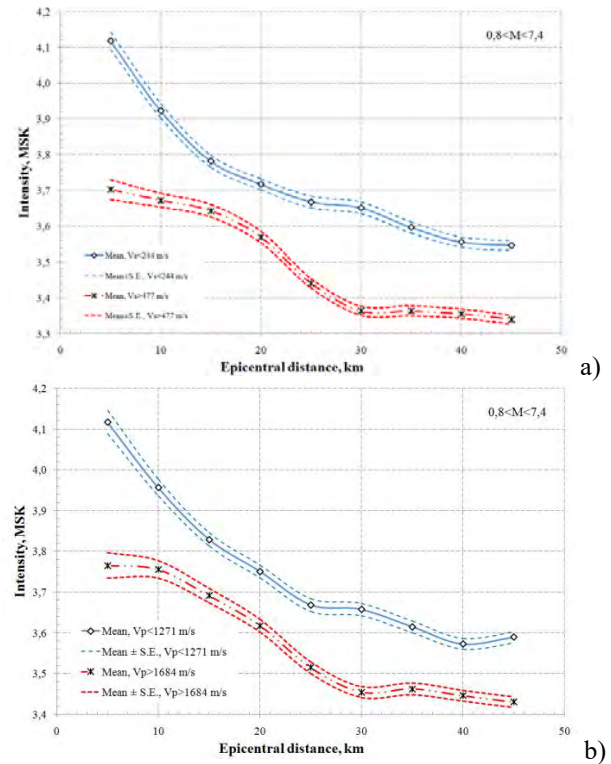 4,2
4,1
4,0
3,9
3,8
3,7
3,6
3,5
3,4
3,3
Intensity, MSK
0,8<M<7,4
Mean, Vs<244 m/s
Mean±S.E., Vs<244 m/s
Mean, Vs>477 m/s
Mean±S.E., Vs>477 m/s
0 10 20 30 40 50
Epicentral distance, km
a)
4,2
4,1
4,0
3,9
3,8
3,7
3,6
3,5
3,4
Intensity, MSK
0,8<M<7,4
Mean, Vp<1271 m/s
Mean ± S.E., Vp<1271 m/s
Mean, Vp>1684 m/s
Mean ± S.E., Vp>1684 m/s
0 10 20 30 40 50
Epicentral distance, km
b)